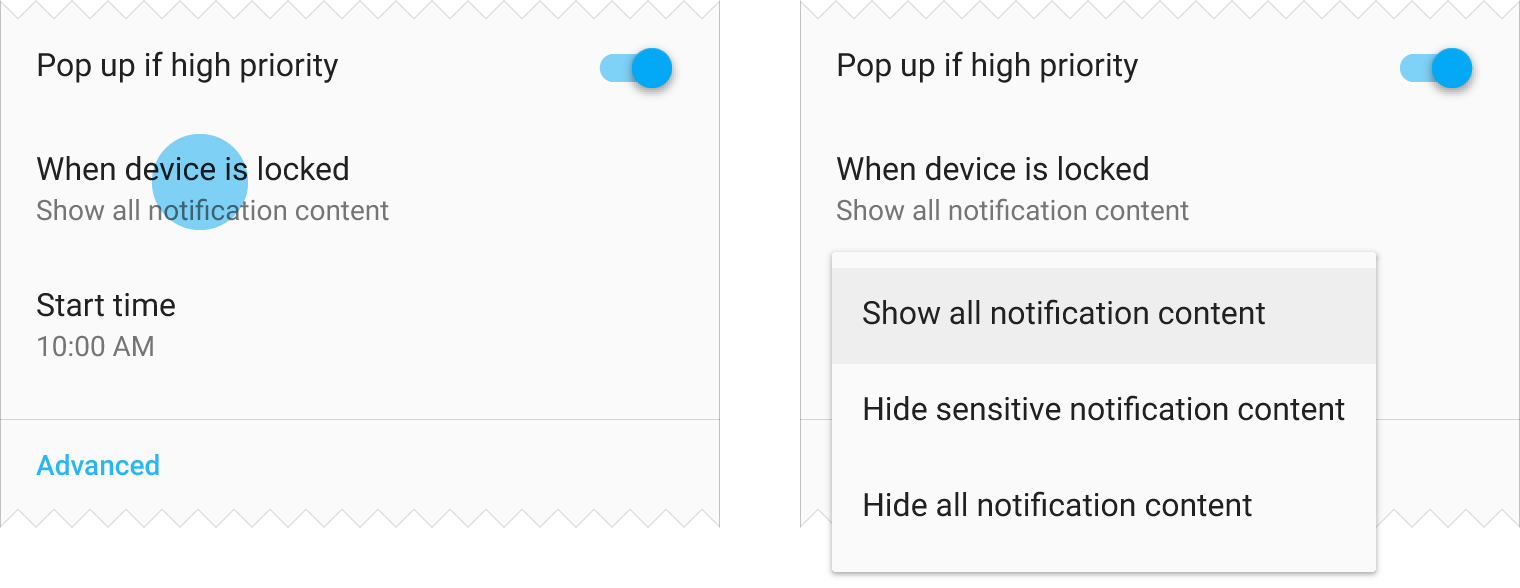 Pop up if high priority
When device is locked
Show all notification content
Start time
10:00 AM
Advanced
Pop up if high priority
When device is locked
Show all notification content
Show all notification content
Hide sensitive notification content
Hide all notification content